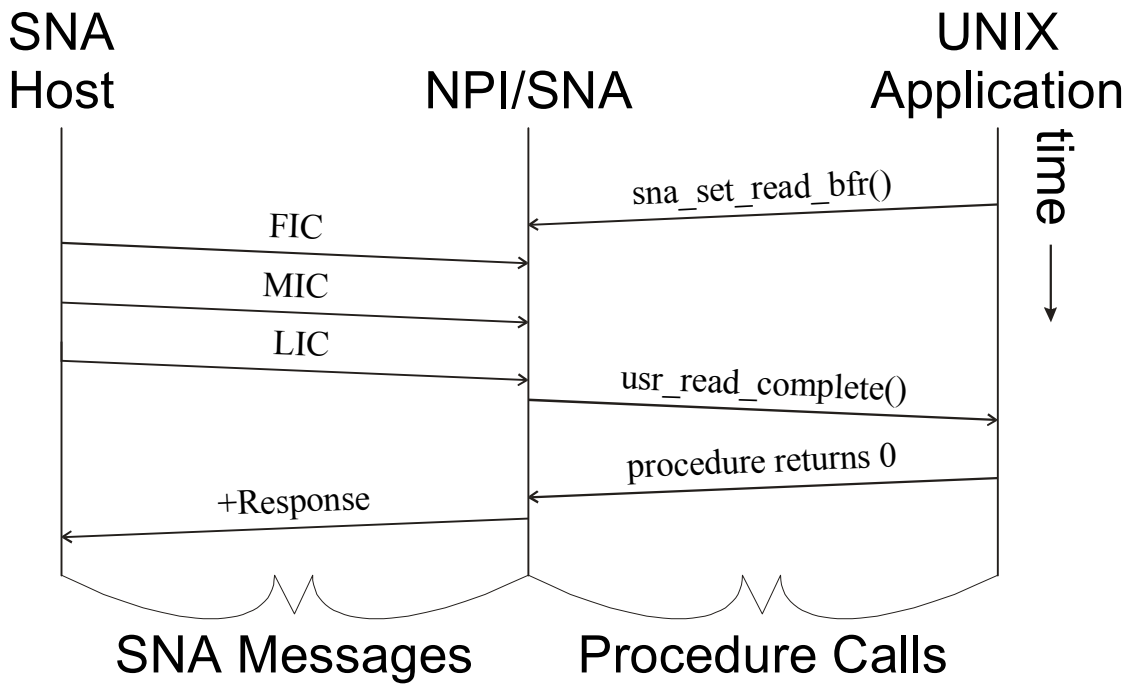 SNA
Host
NPI/SNA
UNIX
Application
time
sna_set_read_bfr()
FIC
MIC
LIC
usr_read_complete()
procedure returns 0
+Response
SNA Messages
Procedure Calls